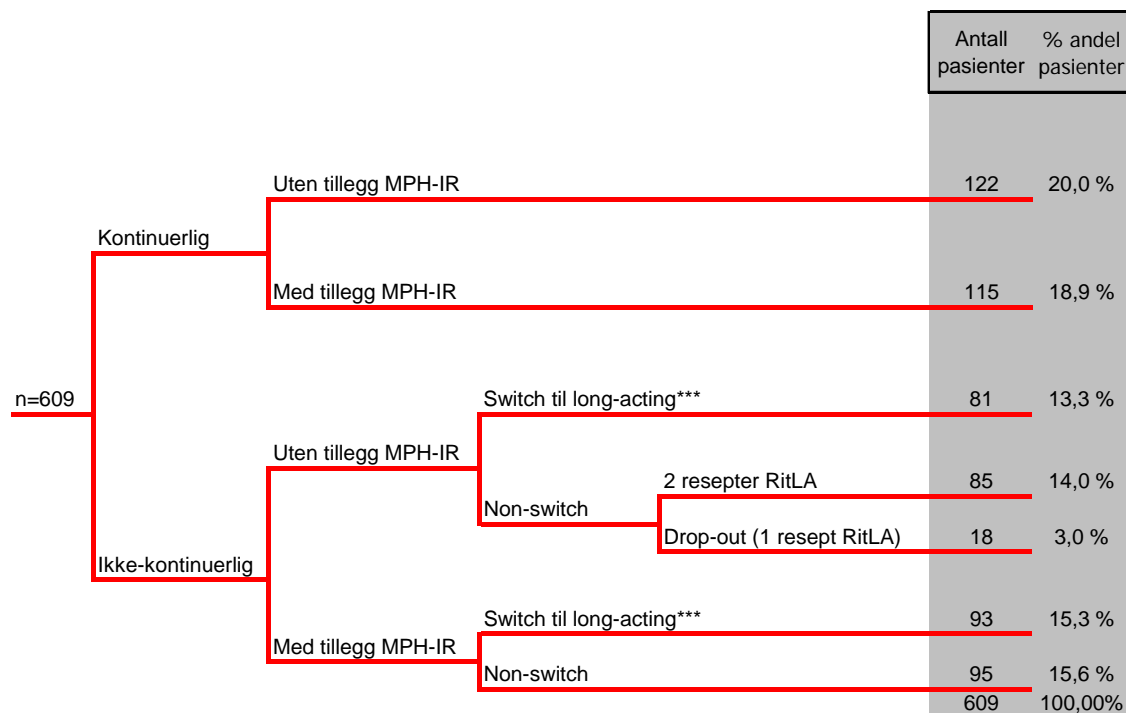 Antall % andel
pasienter pasienter
Uten tillegg MPH-IR 122 20,0 %
Kontinuerlig
Med tillegg MPH-IR 115 18,9 %
n=609 Switch til long-acting*** 81 13,3 %
Uten tillegg MPH-IR
2 resepter RitLA 85 14,0 %
Non-switch
Drop-out (1 resept RitLA) 18 3,0 %
Ikke-kontinuerlig
Switch til long-acting*** 93 15,3 %
Med tillegg MPH-IR
Non-switch 95 15,6 %
609 100,00%